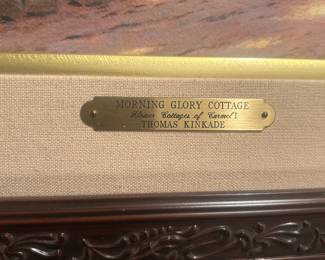 MORNING GLORY COTTAGE
Flower Cottages of Carmel I
THOMAS KINKADE